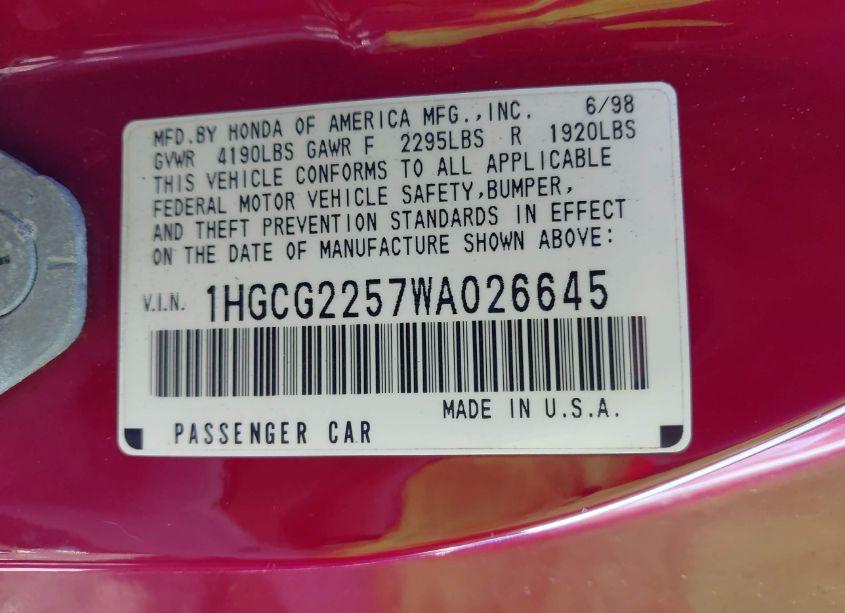 MFD.BY HONDA OF AMERICA MFG.,INC. 6/98
GVWR 4190LBS GAWR F 2295LBS R 1920LBS
THIS VEHICLE CONFORMS TO ALL APPLICABLE
FEDERAL MOTOR VEHICLE SAFETY,BUMPER,
AND THEFT PREVENTION STANDARDS IN EFFECT
ON THE DATE OF MANUFACTURE SHOWN ABOVE:
V.I.N. 1HGCG2257WA026645
PASSENGER CAR MADE IN U.S.A.